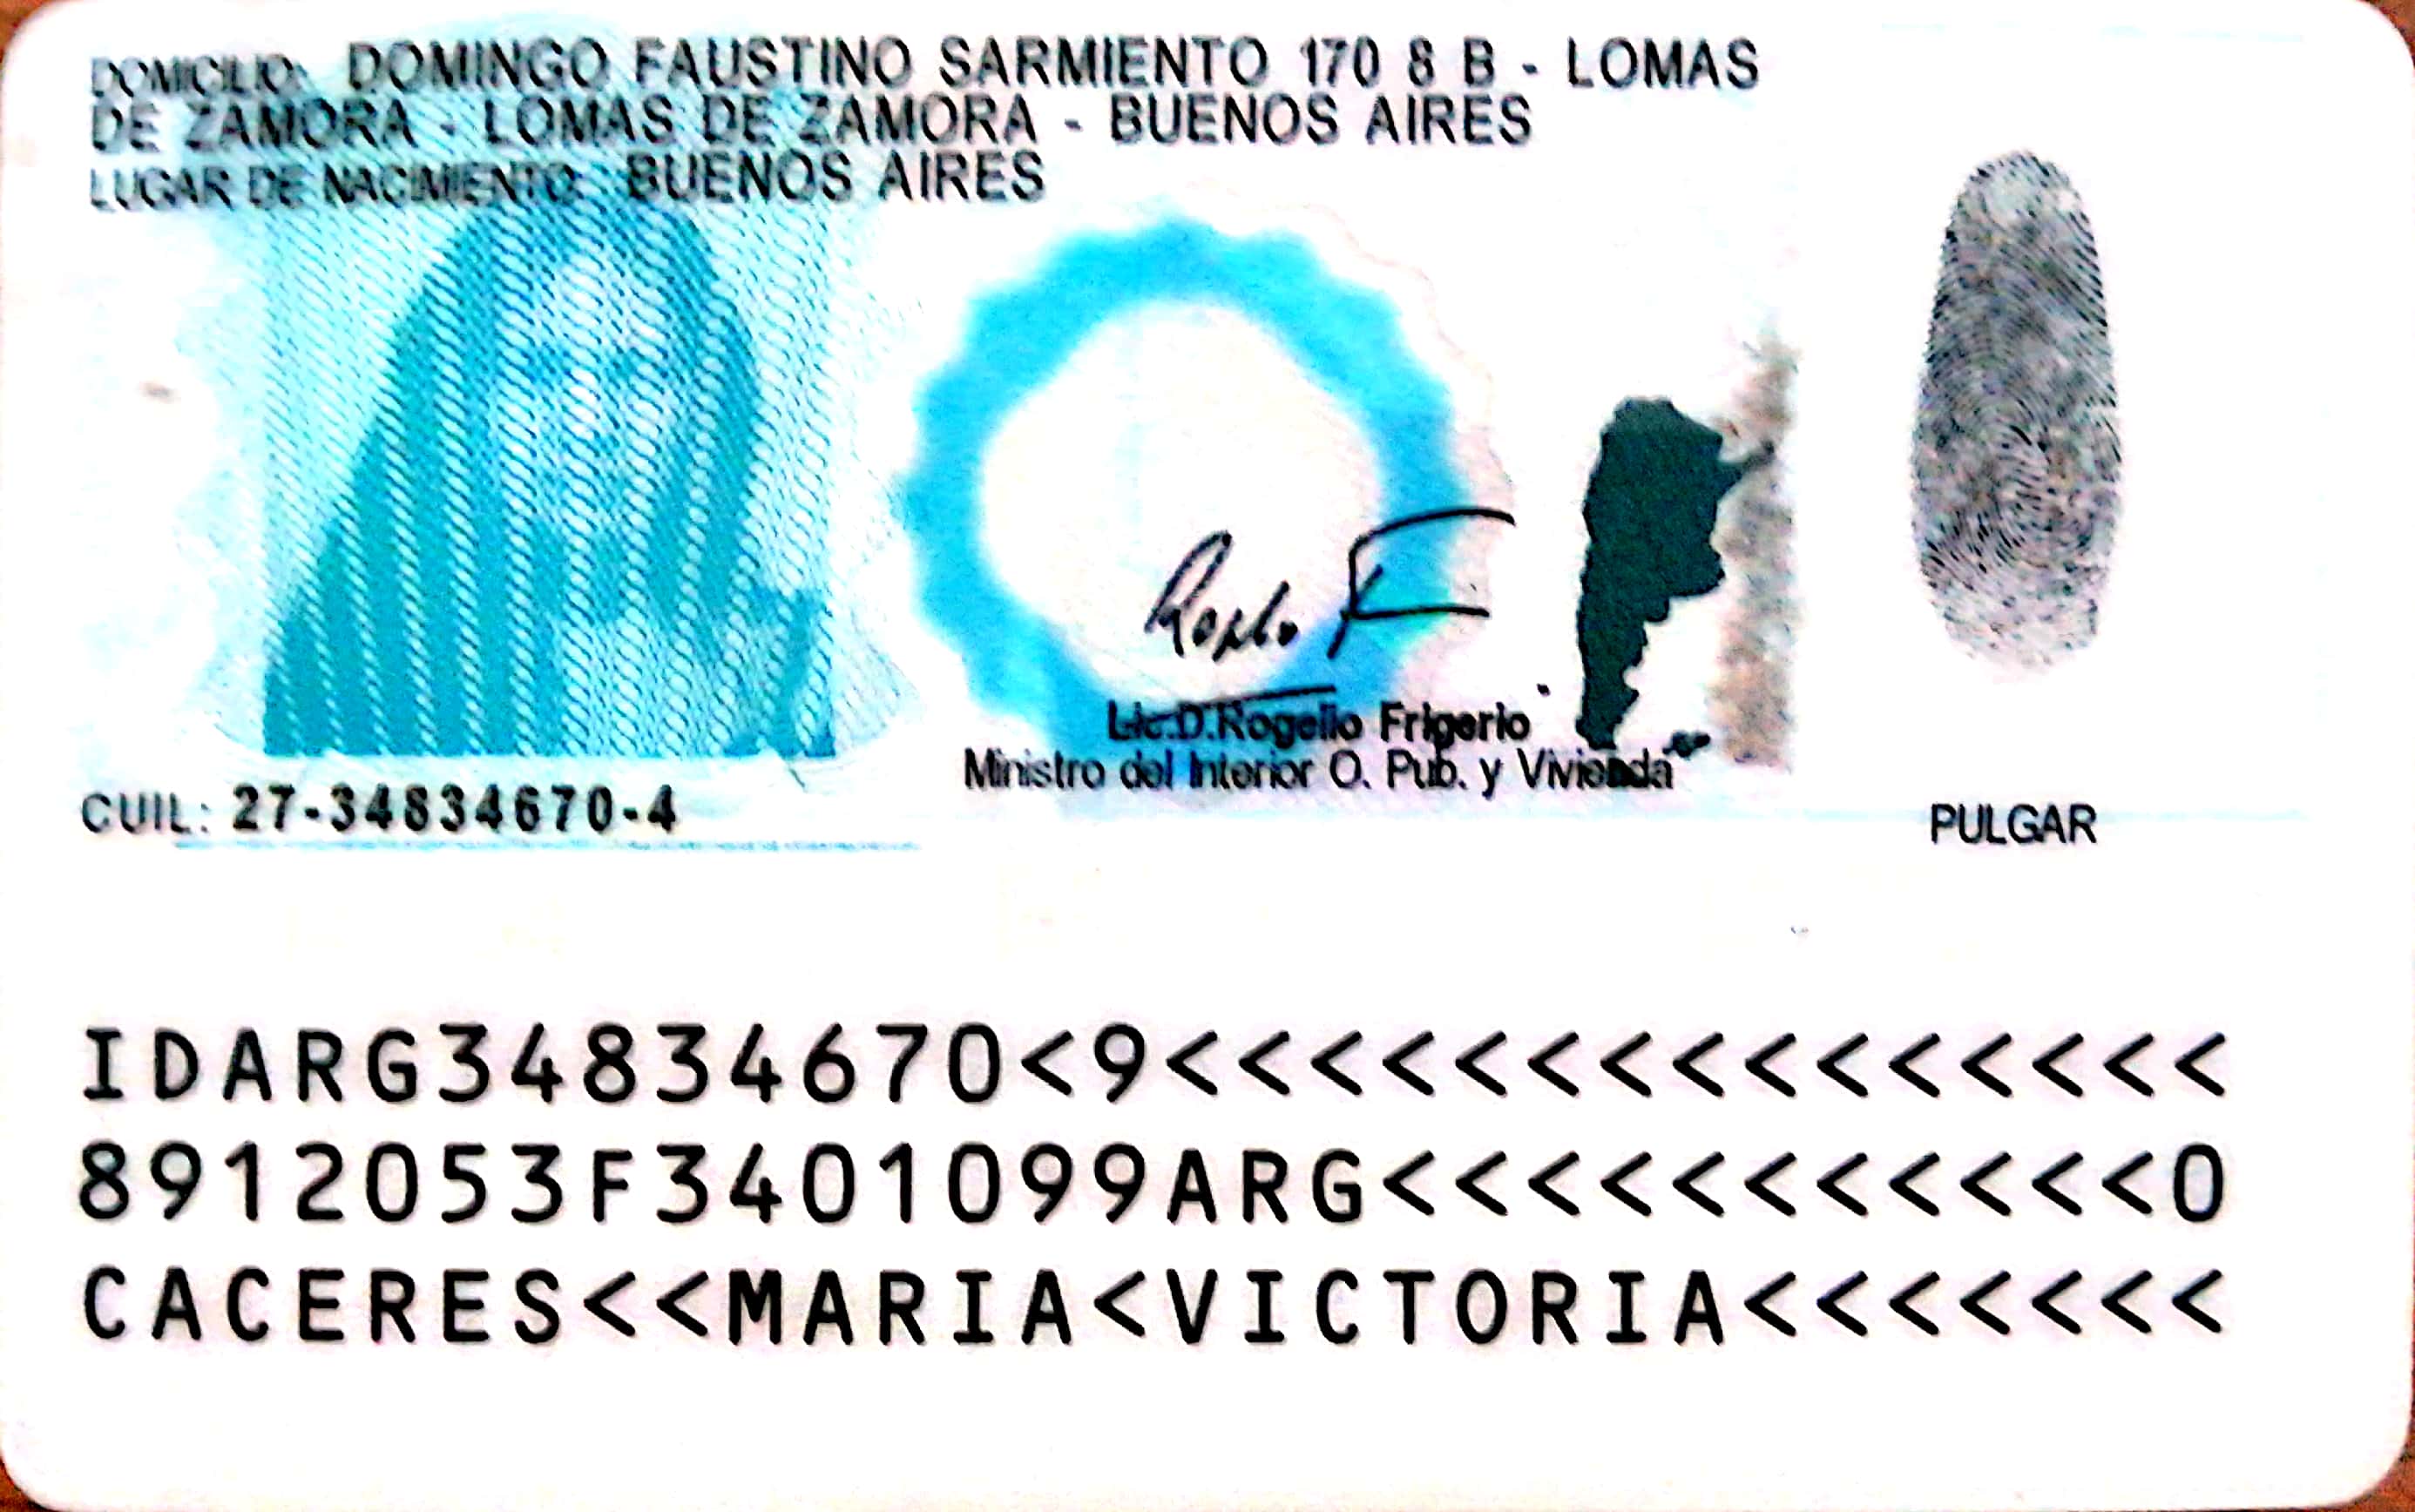 DOMICILIO: DOMINGO FAUSTINO SARMIENTO 170 8 B - LOMAS
DE ZAMORA - LOMAS DE ZAMORA - BUENOS AIRES
LUGAR DE NACIMIENTO: BUENOS AIRES
Lic.D.Rogelio Frigerio
Ministro del Interior O. Pub. y Vivienda
CUIL: 27-34834670-4
PULGAR
IDARG34834670<9<<<<<<<<<<<<<<<
8912053F3401099ARG<<<<<<<<<<<0
CACERES<<MARIA<VICTORIA<<<<<<<